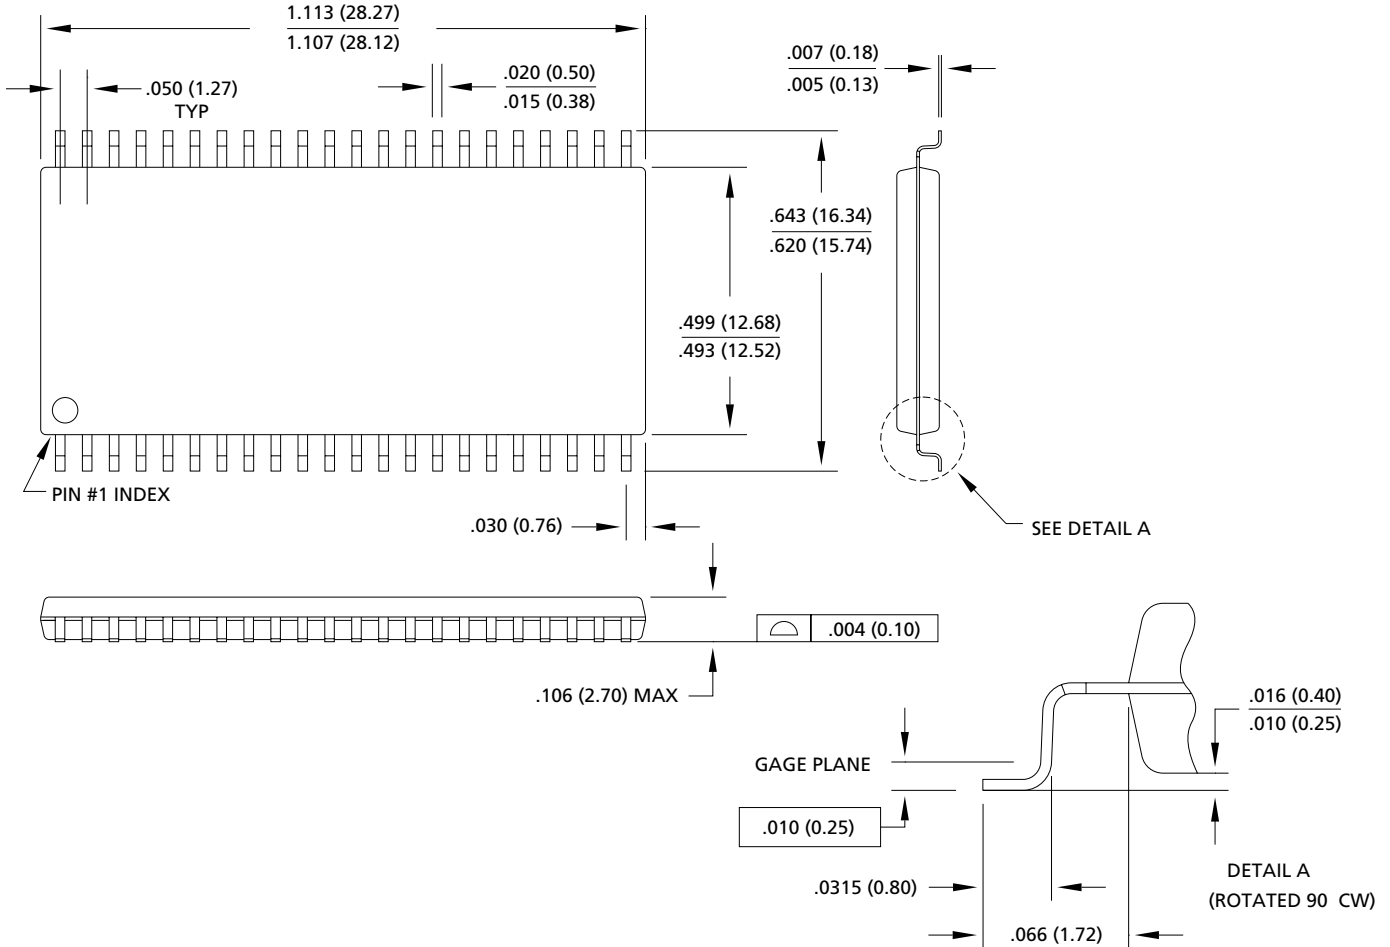 1.113 (28.27)
1.107 (28.12)
.050 (1.27)
TYP
.020 (0.50)
.015 (0.38)
.007 (0.18)
.005 (0.13)
.643 (16.34)
.620 (15.74)
.499 (12.68)
.493 (12.52)
PIN #1 INDEX
.030 (0.76)
SEE DETAIL A
.004 (0.10)
.106 (2.70) MAX
.016 (0.40)
.010 (0.25)
GAGE PLANE
.010 (0.25)
.0315 (0.80)
DETAIL A
(ROTATED 90 CW)
.066 (1.72)